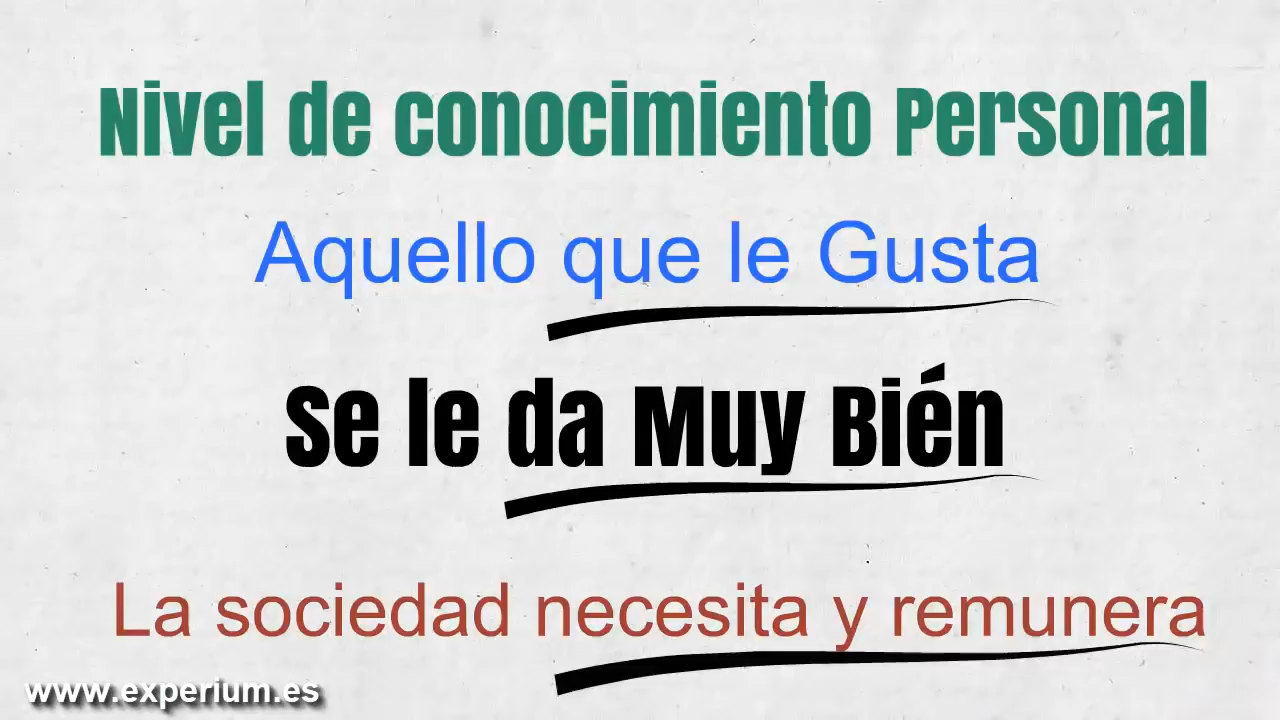 Nivel de conocimiento Personal
Aquello que le Gusta
Se le da Muy Bién
La sociedad necesita y remunera
www.experium.es